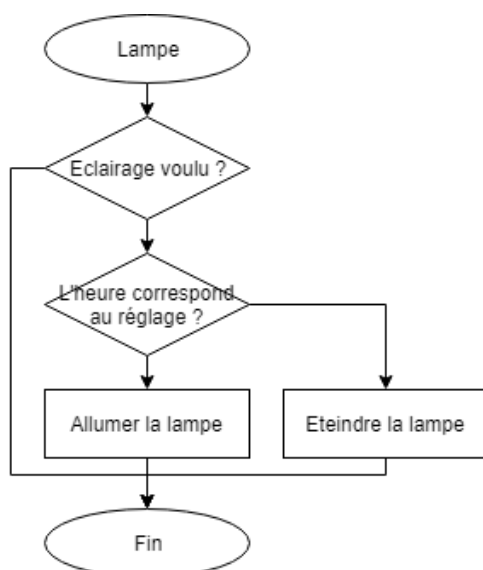 Lampe
Eclairage voulu ?
L'heure correspond
au réglage ?
Allumer la lampe
Eteindre la lampe
Fin